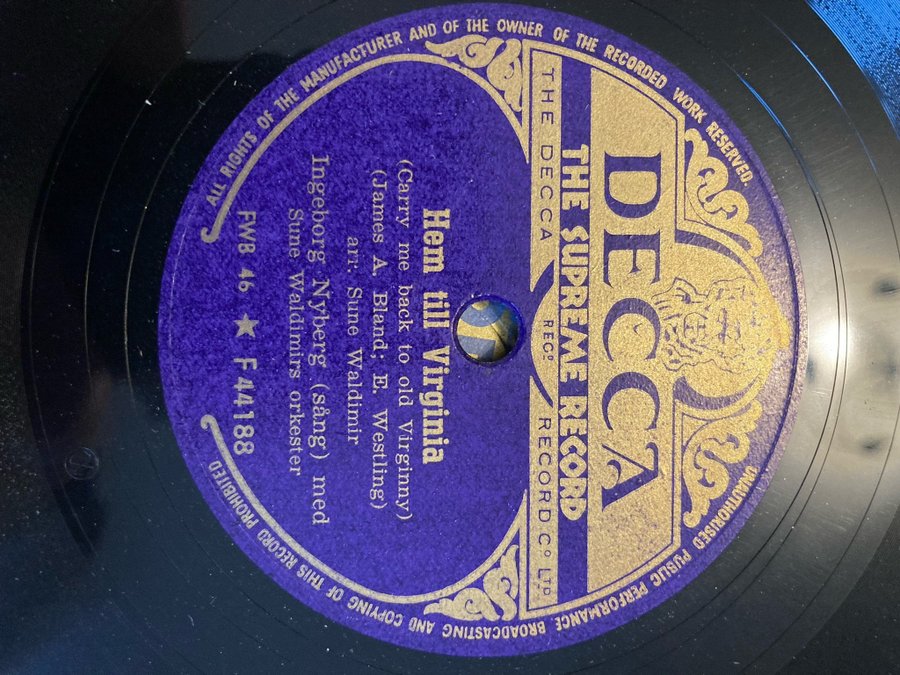 ALL RIGHTS OF THE MANUFACTURER AND OF THE OWNER OF THE RECORDED WORK RESERVED.
UNAUTHORISED PUBLIC PERFORMANCE, BROADCASTING AND COPYING OF THIS RECORD PROHIBITED
DECCA
THE SUPREME RECORD
THE DECCA REGD RECORD CO LTD
Hem till Virginia
(Carry me back to old Virginny)
(James A. Bland; E. Westling)
arr. Sune Waldimir
Ingeborg Nyberg (sång) med
Sune Waldimirs orkester
FWB 46 ★ F 44188